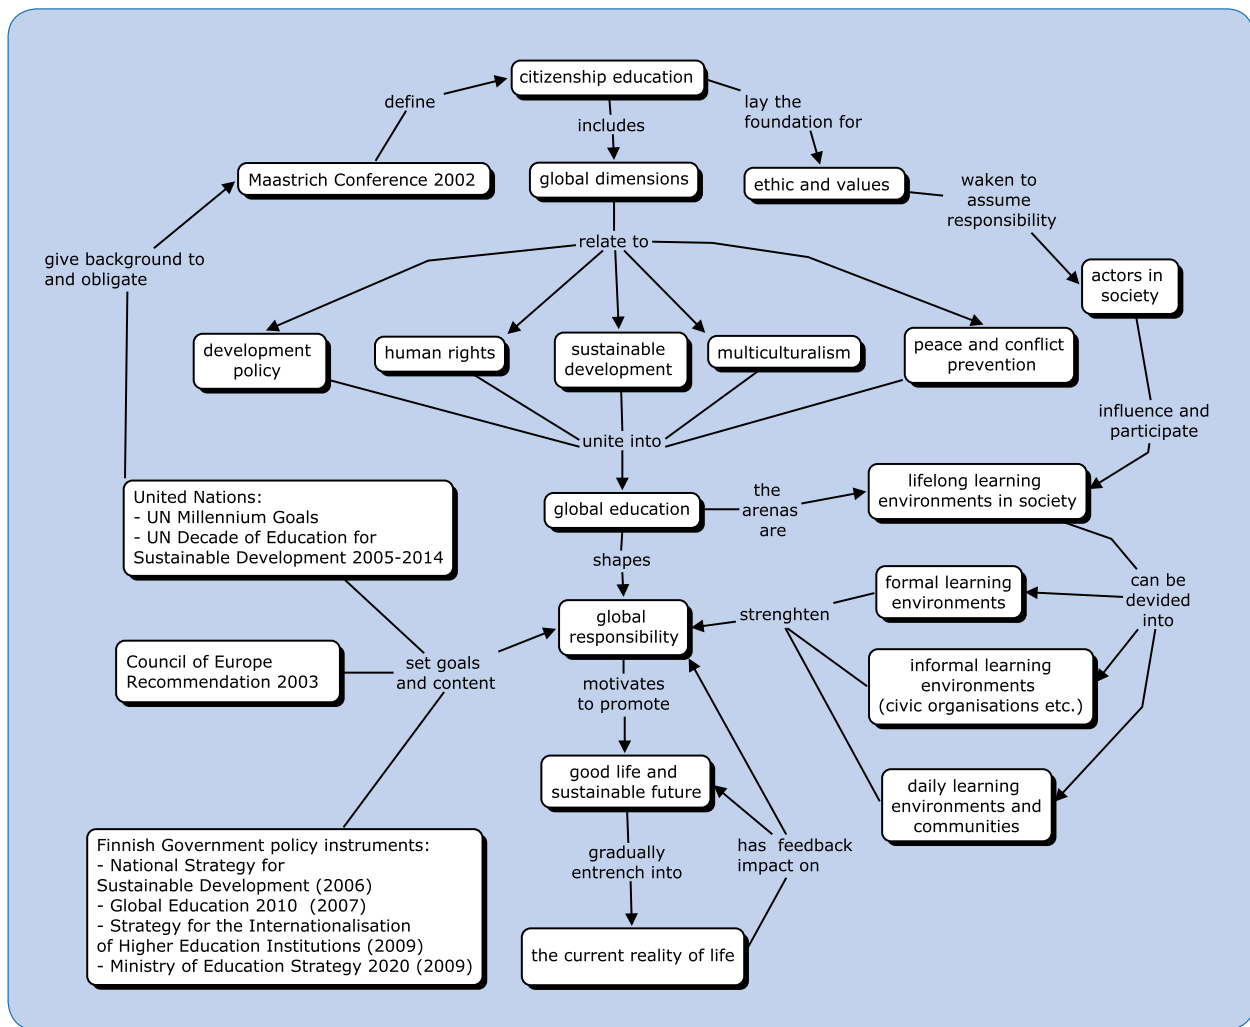 citizenship education
define
lay the
foundation for
includes
Maastrich Conference 2002
global dimensions
ethic and values
waken to
assume
responsibility
relate to
give background to
and obligate
actors in
society
development
policy
human rights
sustainable
development
multiculturalism
peace and conflict
prevention
influence and
participate
unite into
United Nations:
- UN Millennium Goals
- UN Decade of Education for
Sustainable Development 2005-2014
global education
the
arenas
are
lifelong learning
environments in society
shapes
can be
devided
into
formal learning
environments
strenghten
global
responsibility
Council of Europe
Recommendation 2003
set goals
and content
informal learning
environments
(civic organisations etc.)
motivates
to promote
good life and
sustainable future
daily learning
environments and
communities
Finnish Government policy instruments:
- National Strategy for
Sustainable Development (2006)
- Global Education 2010  (2007)
- Strategy for the Internationalisation
of Higher Education Institutions (2009)
- Ministry of Education Strategy 2020 (2009)
gradually
entrench into
has  feedback
impact on
the current reality of life